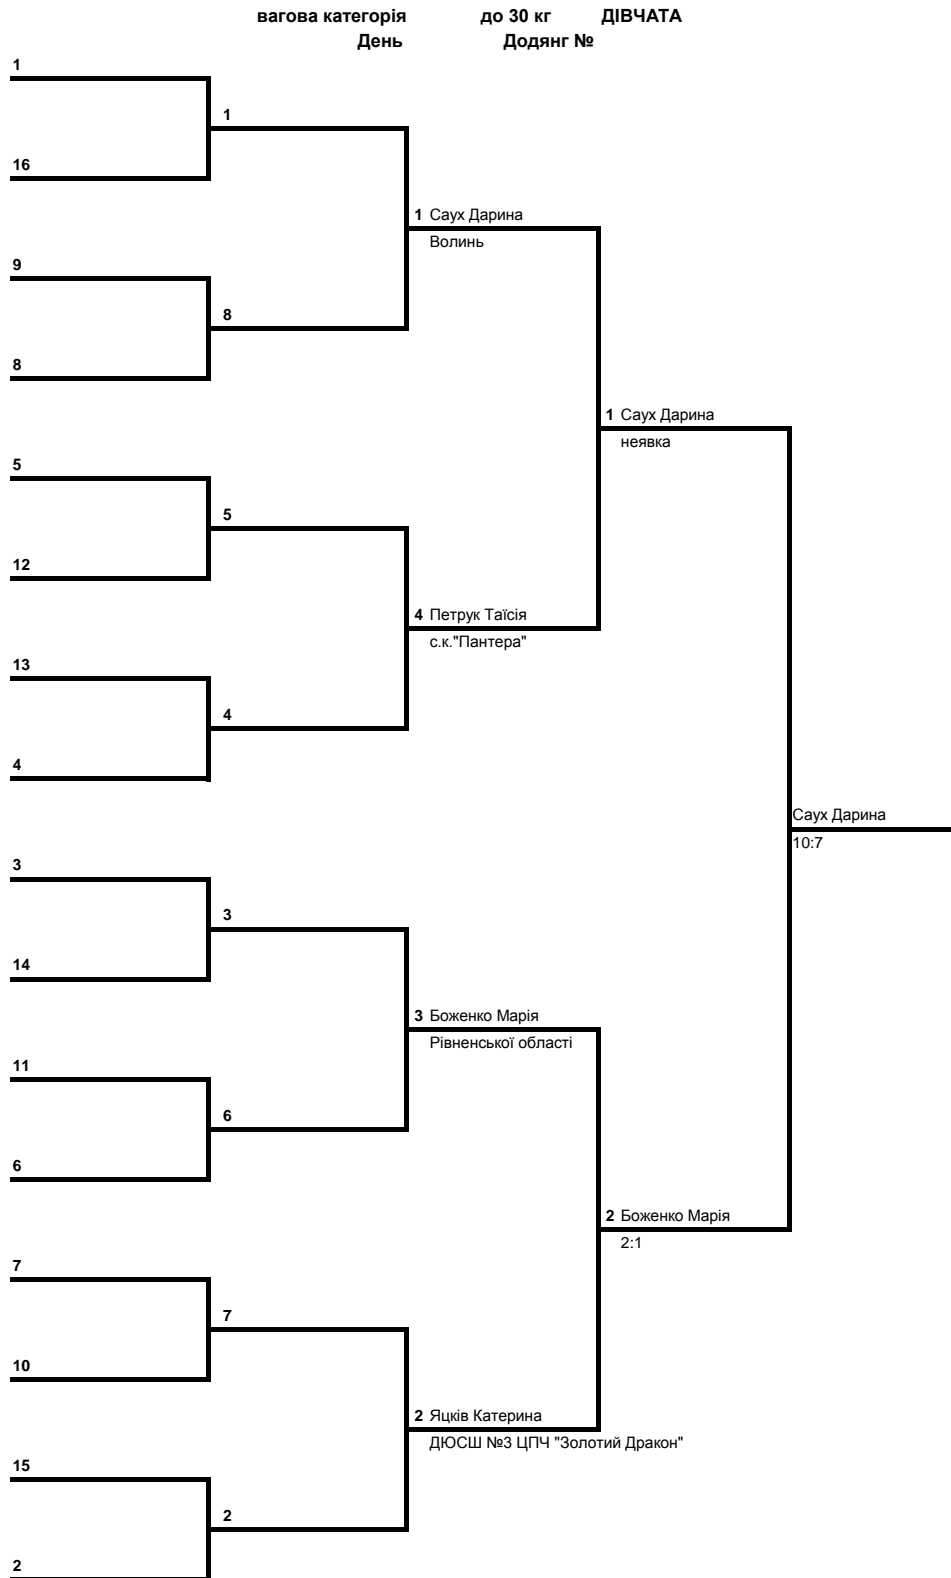 вагова категорія до 30 кг ДІВЧАТА
День Додянг №
1
1
16
1 Саух Дарина
Волинь
9
8
8
1 Саух Дарина
неявка
5
5
12
4 Петрук Таїсія
с.к."Пантера"
13
4
4
Саух Дарина
10:7
3
3
14
3 Боженко Марія
Рівненської області
11
6
6
2 Боженко Марія
2:1
7
7
10
2 Яцків Катерина
ДЮСШ №3 ЦПЧ "Золотий Дракон"
15
2
2